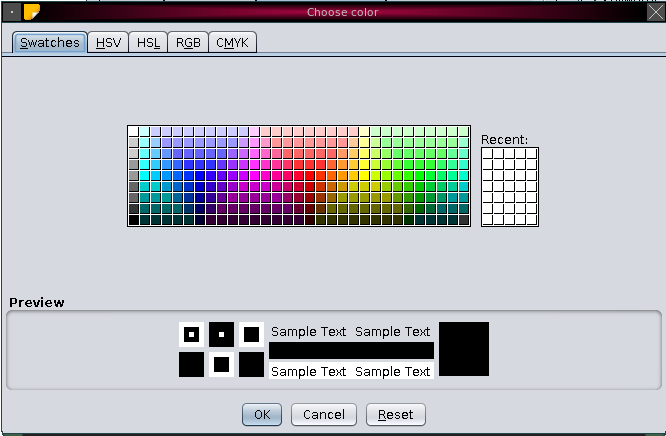 Choose color
Swatches HSV HSL RGB CMYK
Recent:
Preview
Sample Text Sample Text
Sample Text Sample Text
OK Cancel Reset